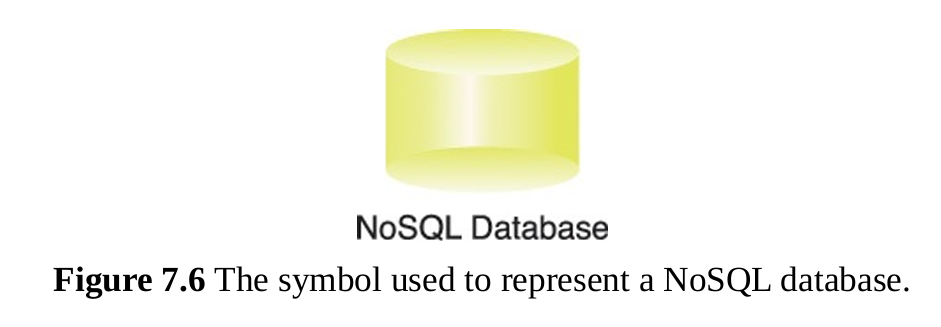 NoSQL Database
Figure 7.6 The symbol used to represent a NoSQL database.